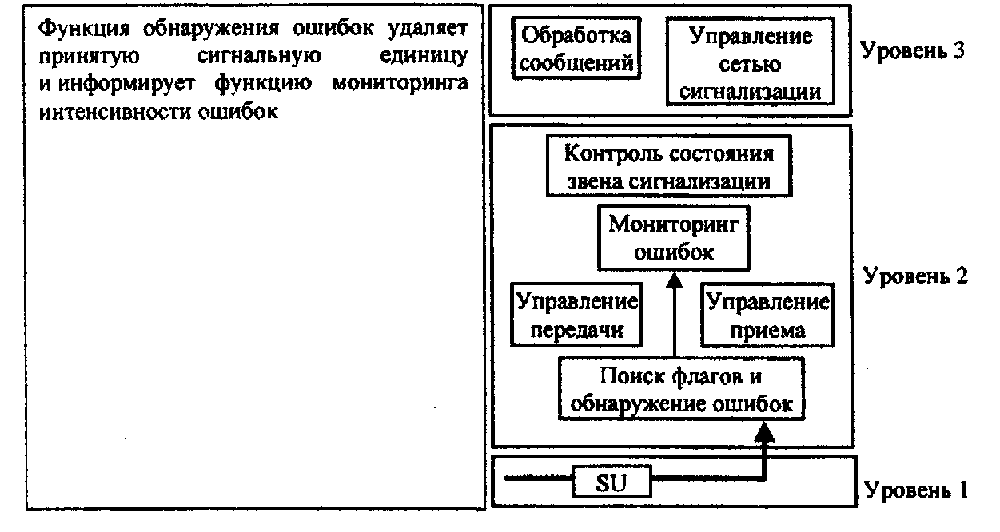 Функция обнаружения ошибок удаляет
принятую сигнальную единицу
и информирует функцию мониторинга
интенсивности ошибок
Обработка
сообщений
Управление
сетью
сигнализации
Уровень 3
Контроль состояния
звена сигнализации
Мониторинг
ошибок
Уровень 2
Управление
передачи
Управление
приема
Поиск флагов и
обнаружение ошибок
SU
Уровень 1